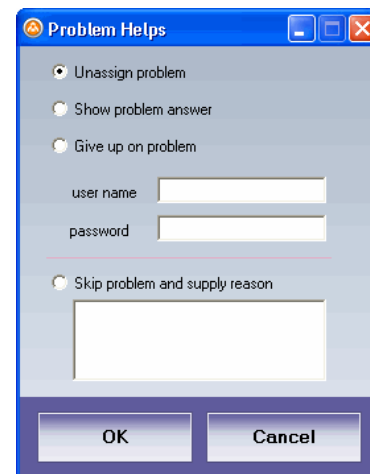 Problem Helps
Unassign problem
Show problem answer
Give up on problem
user name
password
Skip problem and supply reason
OK
Cancel